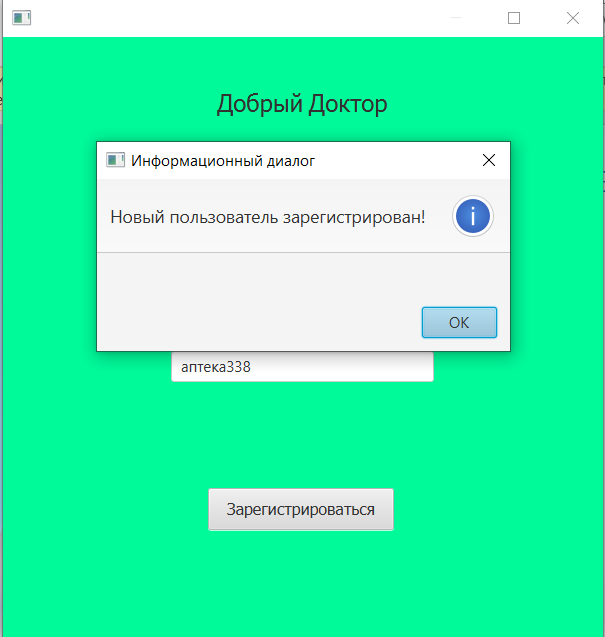 Добрый Доктор
Информационный диалог
Новый пользователь зарегистрирован!
i
OK
аптека338
Зарегистрироваться